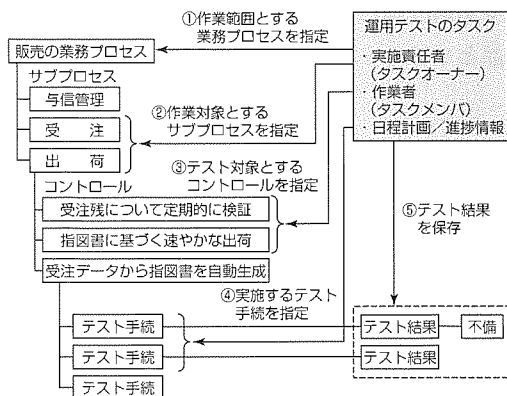 ①作業範囲とする
業務プロセスを指定
運用テストのタスク
・実施責任者
(タスクオーナー)
・作業者
(タスクメンバ)
・日程計画/進捗情報
販売の業務プロセス
サブプロセス
与信管理
受 注
出 荷
②作業対象とする
サブプロセスを指定
③テスト対象とする
コントロールを指定
コントロール
受注残について定期的に検証
指図書に基づく速やかな出荷
受注データから指図書を自動生成
⑤テスト結果
を保存
④実施するテスト
手続を指定
テスト手続
テスト手続
テスト手続
テスト結果
不備
テスト結果